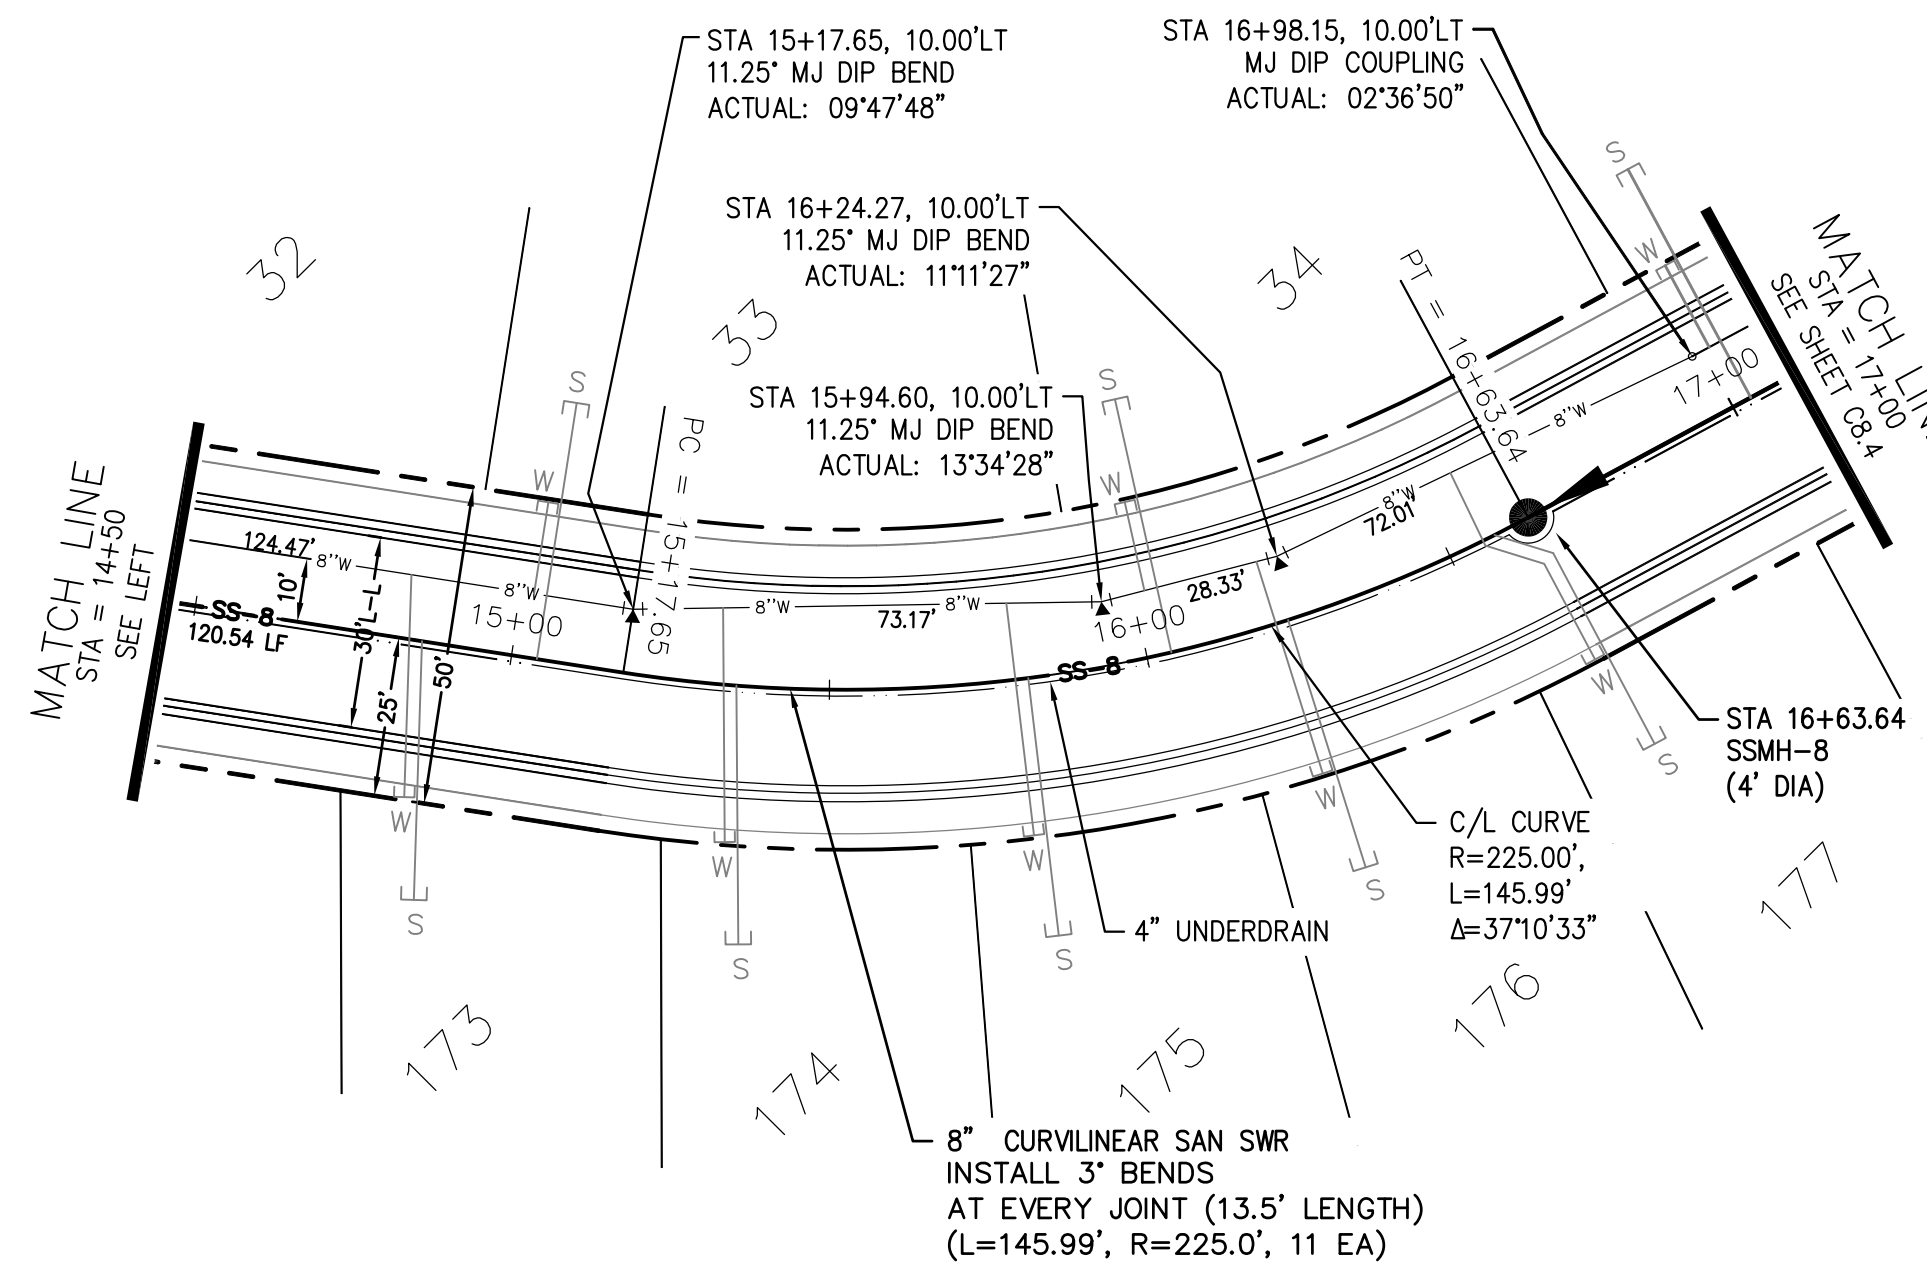 STA 15+17.65, 10.00'LT
11.25° MJ DIP BEND
ACTUAL: 09°47'48"
STA 16+98.15, 10.00'LT
MJ DIP COUPLING
ACTUAL: 02°36'50"
STA 16+24.27, 10.00'LT
11.25° MJ DIP BEND
ACTUAL: 11°11'27"
STA 15+94.60, 10.00'LT
11.25° MJ DIP BEND
ACTUAL: 13°34'28"
32
33
34
S
W
S
W
S
W
PC = 15+17.65
PT = 16+63.64
MATCH LINE
STA = 14+50
SEE LEFT
MATCH LIN
STA = 17+00
SEE SHEET C8.4
124.47'
8"W
8"W
8"W
73.17'
8"W
28.33'
8"W
72.01'
8"W
10'
SS-8
120.54 LF
30'L-L
25'
50'
15+00
16+00
17+00
SS-8
W
S
W
S
W
S
W
S
W
S
STA 16+63.64
SSMH-8
(4' DIA)
C/L CURVE
R=225.00',
L=145.99'
Δ=37°10'33"
4" UNDERDRAIN
173
174
175
176
177
8" CURVILINEAR SAN SWR
INSTALL 3° BENDS
AT EVERY JOINT (13.5' LENGTH)
(L=145.99', R=225.0', 11 EA)